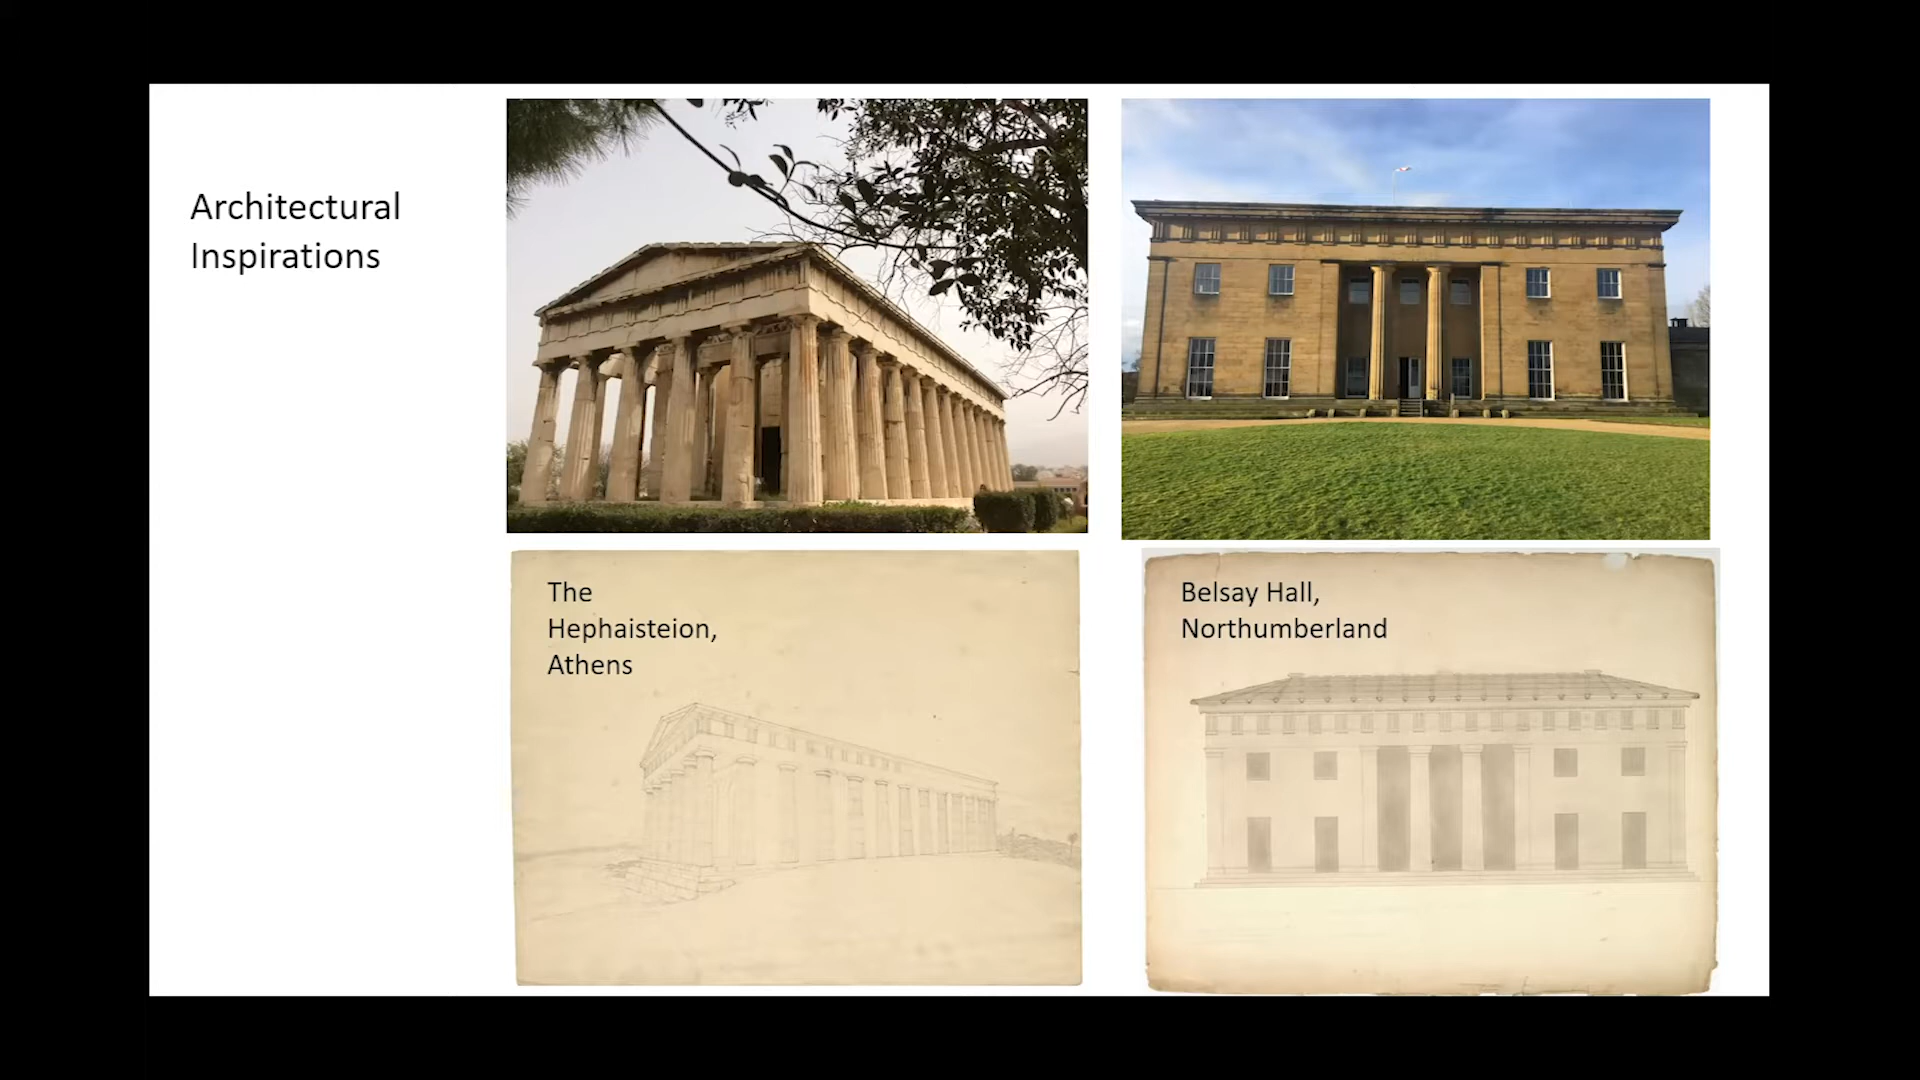 Architectural
Inspirations
The
Hephaisteion,
Athens
Belsay Hall,
Northumberland